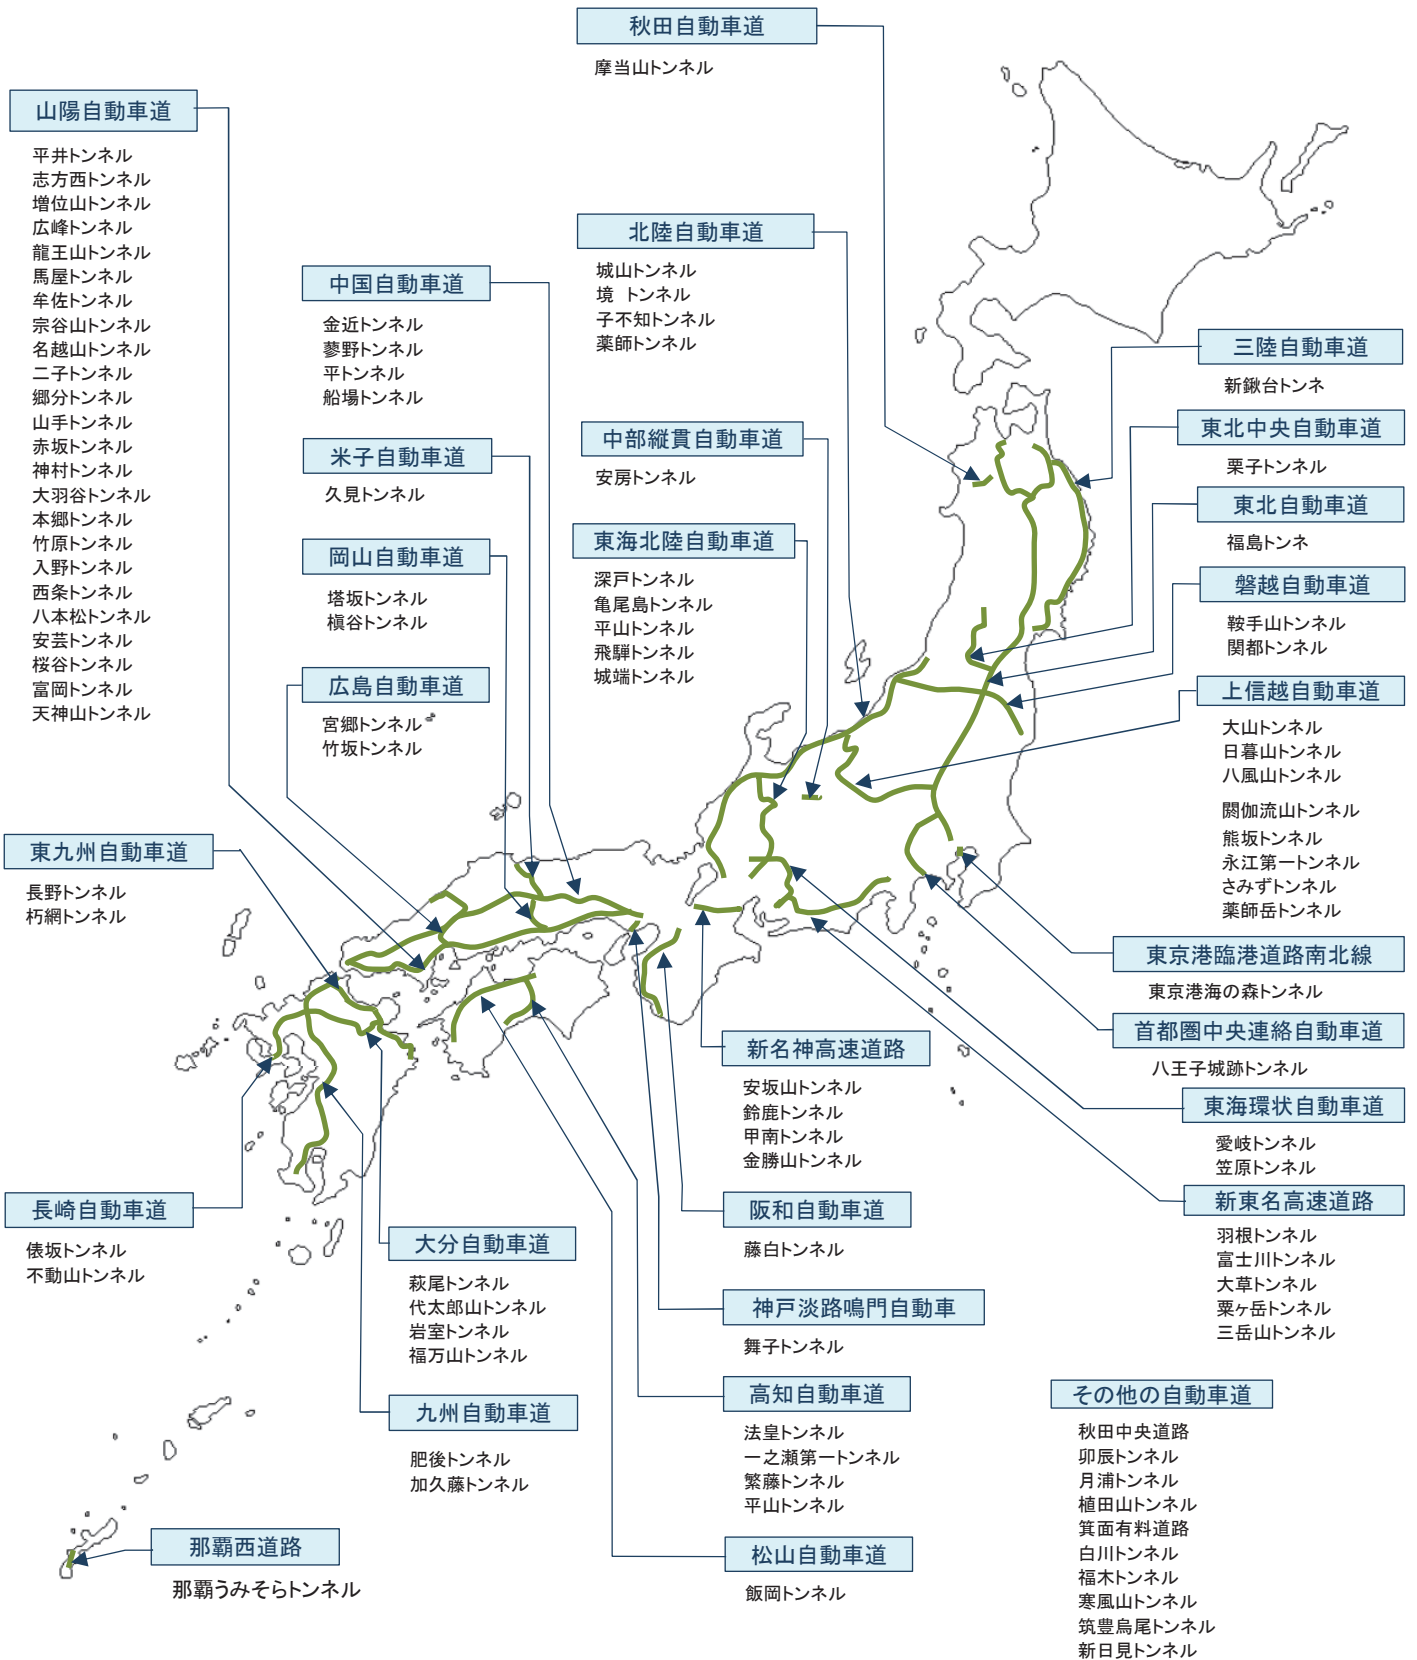 秋田自動車道
摩当山トンネル
山陽自動車道
平井トンネル
志方西トンネル
増位山トンネル
広峰トンネル
龍王山トンネル
馬屋トンネル
牟佐トンネル
宗谷山トンネル
名越山トンネル
二子トンネル
郷分トンネル
山手トンネル
赤坂トンネル
神村トンネル
大羽谷トンネル
本郷トンネル
竹原トンネル
入野トンネル
西条トンネル
八本松トンネル
安芸トンネル
桜谷トンネル
富岡トンネル
天神山トンネル
中国自動車道
金近トンネル
蓼野トンネル
平トンネル
船場トンネル
米子自動車道
久見トンネル
岡山自動車道
塔坂トンネル
槇谷トンネル
広島自動車道
宮郷トンネル
竹坂トンネル
北陸自動車道
城山トンネル
境　トンネル
子不知トンネル
薬師トンネル
中部縦貫自動車道
安房トンネル
東海北陸自動車道
深戸トンネル
亀尾島トンネル
平山トンネル
飛騨トンネル
城端トンネル
三陸自動車道
新鍬台トンネ
東北中央自動車道
栗子トンネル
東北自動車道
福島トンネ
磐越自動車道
鞍手山トンネル
関都トンネル
上信越自動車道
大山トンネル
日暮山トンネル
八風山トンネル
閼伽流山トンネル
熊坂トンネル
永江第一トンネル
さみずトンネル
薬師岳トンネル
東京港臨港道路南北線
東京港海の森トンネル
首都圏中央連絡自動車道
八王子城跡トンネル
東海環状自動車道
愛岐トンネル
笠原トンネル
新東名高速道路
羽根トンネル
富士川トンネル
大草トンネル
粟ヶ岳トンネル
三岳山トンネル
東九州自動車道
長野トンネル
朽網トンネル
長崎自動車道
俵坂トンネル
不動山トンネル
大分自動車道
萩尾トンネル
代太郎山トンネル
岩室トンネル
福万山トンネル
九州自動車道
肥後トンネル
加久藤トンネル
那覇西道路
那覇うみそらトンネル
新名神高速道路
安坂山トンネル
鈴鹿トンネル
甲南トンネル
金勝山トンネル
阪和自動車道
藤白トンネル
神戸淡路鳴門自動車
舞子トンネル
高知自動車道
法皇トンネル
一之瀬第一トンネル
繁藤トンネル
平山トンネル
松山自動車道
飯岡トンネル
その他の自動車道
秋田中央道路
卯辰トンネル
月浦トンネル
植田山トンネル
箕面有料道路
白川トンネル
福木トンネル
寒風山トンネル
筑豊烏尾トンネル
新日見トンネル